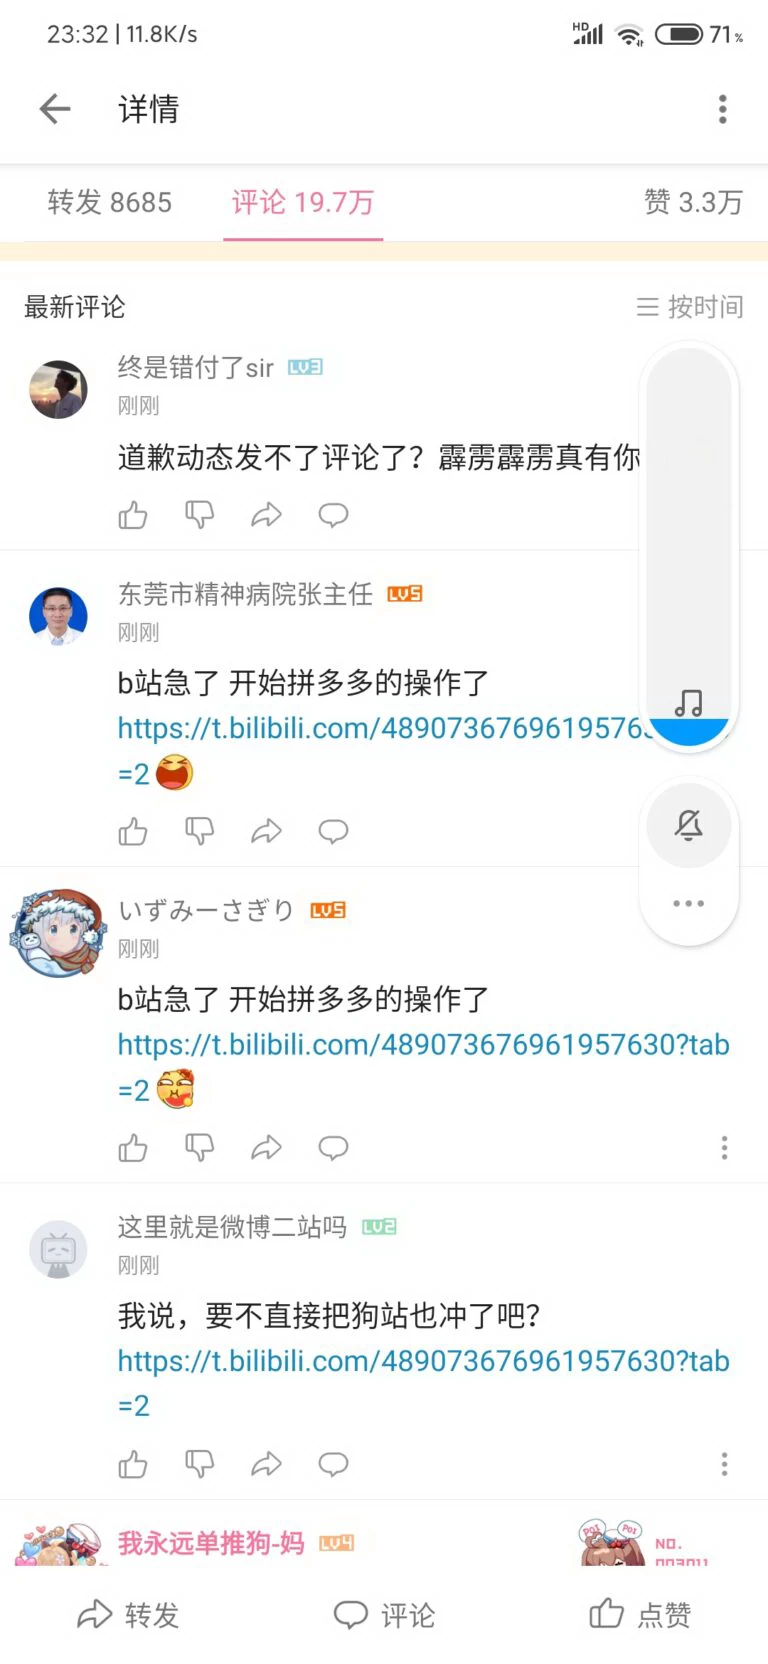 23:32 | 11.8K/s HD 71%
详情
转发 8685 评论 19.7万 赞 3.3万
最新评论 按时间
终是错付了sir LV3
刚刚
道歉动态发不了评论了？霹雳霹雳真有你
东莞市精神病院张主任 LV5
刚刚
b站急了 开始拼多多的操作了
https://t.bilibili.com/48907367696195763
=2
いずみーさぎり LV5
刚刚
b站急了 开始拼多多的操作了
https://t.bilibili.com/489073676961957630?tab
=2
这里就是微博二站吗 LV2
刚刚
我说，要不直接把狗站也冲了吧？
https://t.bilibili.com/489073676961957630?tab
=2
我永远单推狗-妈 LV4 POI POI NO.
003011
转发 评论 点赞